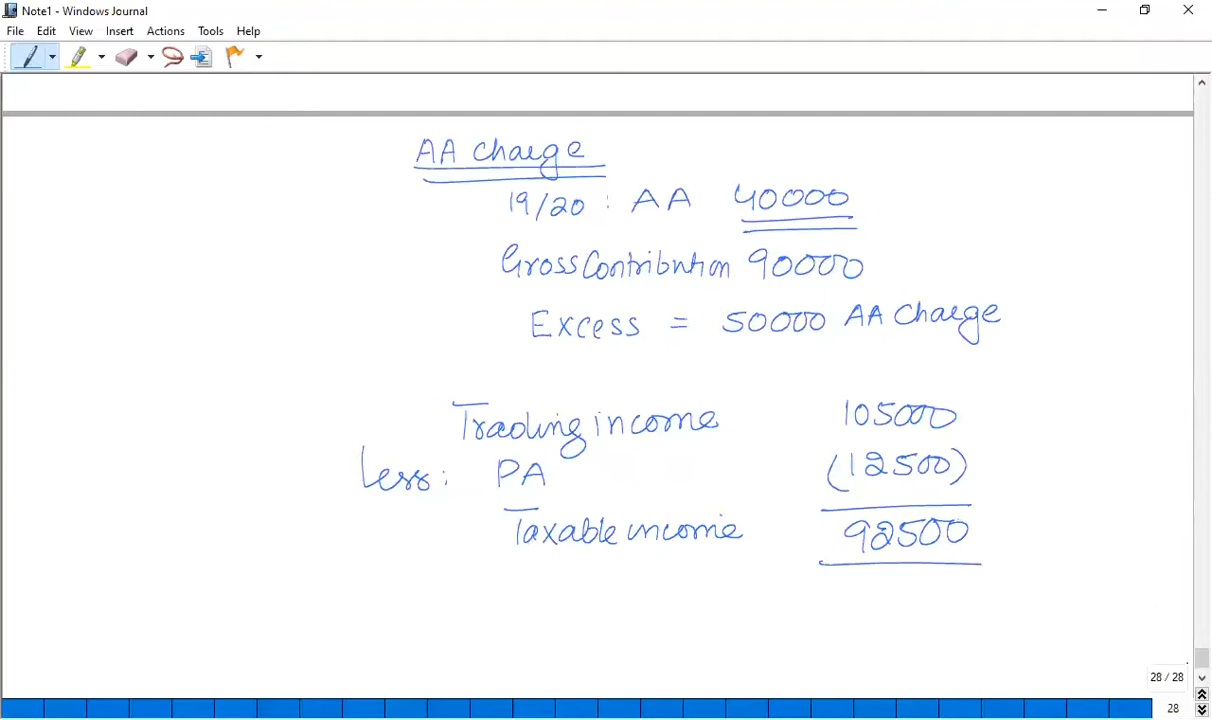 Note1 - Windows Journal
File Edit View Insert Actions Tools Help
AA Charge
19/20 : AA 40000
Gross Contribution 90000
Excess = 50000 AA Charge
Trading income 105000
Less: PA (12500)
Taxable income 92500
28 / 28
28